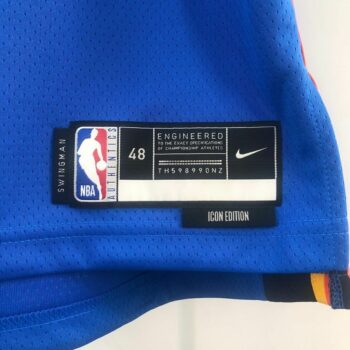 SWINGMAN
NBA
AUTHENTICS
48
ENGINEERED
TO THE EXACT SPECIFICATIONS
OF CHAMPIONSHIP ATHLETES
TH598990NZ
ICON EDITION